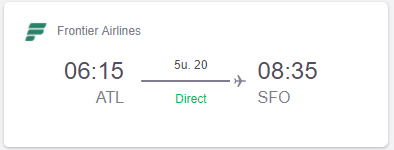 Frontier Airlines
06:15
5u. 20
08:35
ATL
Direct
SFO